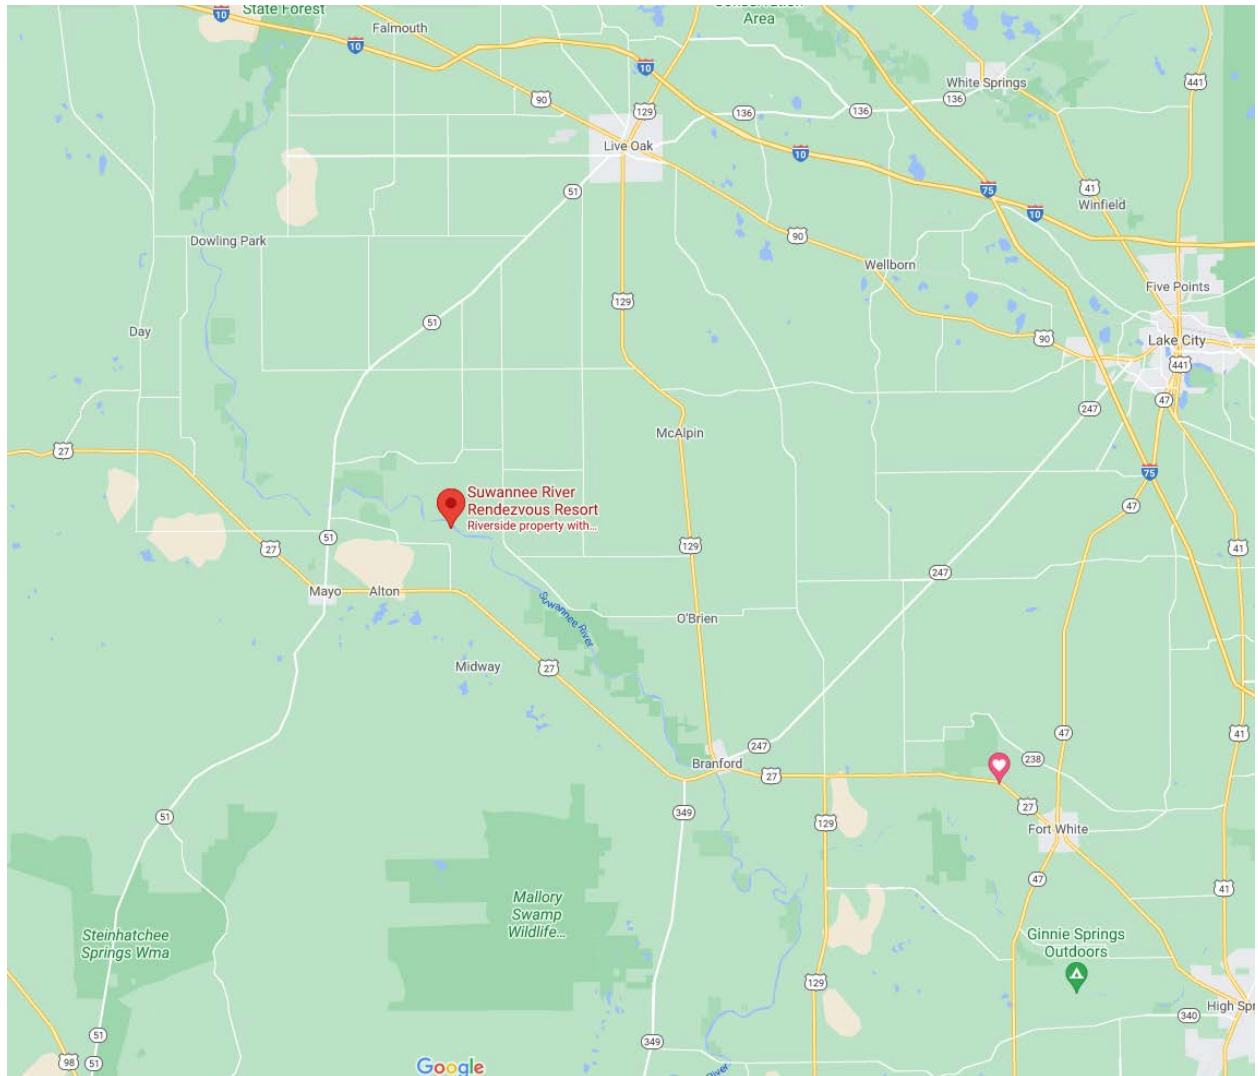 State Forest
Conservation
Area
10
Falmouth
10
10
White Springs
441
90
129
136
136
136
Live Oak
10
75
41
51
10
Winfield
90
Dowling Park
Wellborn
Five Points
129
51
Day
90
Lake City
441
47
247
McAlpin
27
75
Suwannee River
Rendezvous Resort
Riverside property with...
47
51
27
129
41
247
Mayo
Alton
Suwannee River
O'Brien
Midway
27
47
41
247
Branford
27
238
27
349
51
129
Fort White
47
41
Mallory
Swamp
Wildlife...
Steinhatchee
Springs Wma
Ginnie Springs
Outdoors
129
High Spr
340
51
349
98
51
Google
River